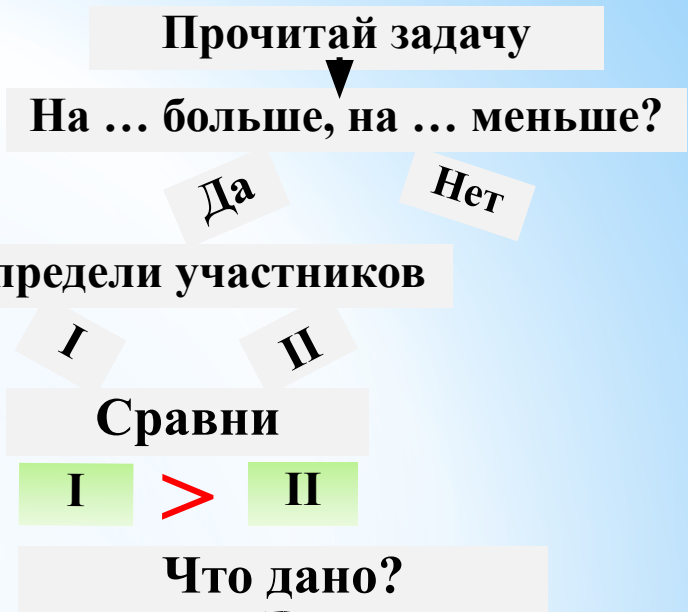 Прочитай задачу
На … больше, на … меньше?
Да Нет
предели участников
I II
Сравни
I > II
Что дано?